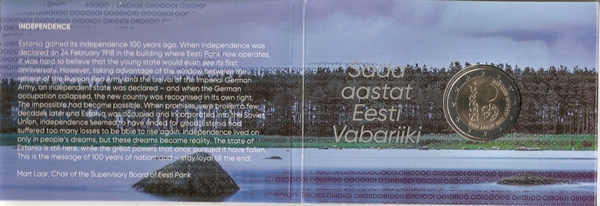 INDEPENDENCE
Estonia gained its independence 100 years ago. When independence was
declared on 24 February 1918 in the building where Eesti Pank now operates,
it was hard to believe that the young state would even see its first
anniversary. However, taking advantage of the window between the
retreat of the Russian Red Army and the arrival of the Imperial German
Army, an independent state was declared – and when the German
occupation collapsed, the new country was recognised in its own right.
The impossible had become possible. When promises were broken a few
decades later and Estonia was occupied and incorporated into the Soviet
Union, independence seemed to have ended for good. Estonia had
suffered too many losses to be able to rise again. Independence lived on
only in people's dreams, but these dreams became reality. The state of
Estonia is still here, while the great powers that once pursued it have fallen.
This is the message of 100 years of nationhood – stay loyal till the end!
Mart Laar, Chair of the Supervisory Board of Eesti Pank
Sada
aastat
Eesti
Vabariiki